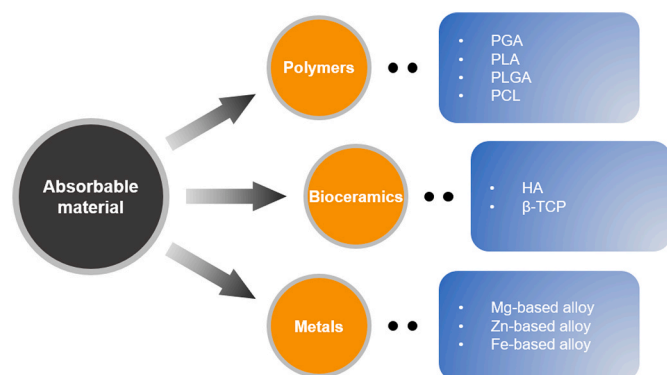 Absorbable
material
Polymers
• PGA
• PLA
• PLGA
• PCL
Bioceramics
• HA
• β-TCP
Metals
• Mg-based alloy
• Zn-based alloy
• Fe-based alloy